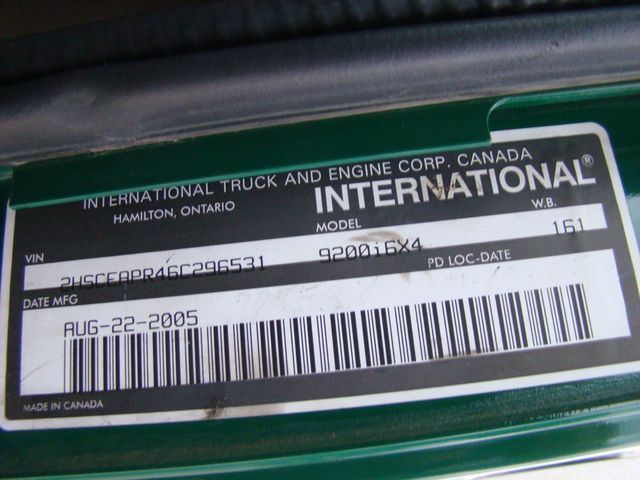 INTERNATIONAL TRUCK AND ENGINE CORP. CANADA
HAMILTON, ONTARIO
INTERNATIONAL®
VIN
MODEL
W.B.
2HSCEAPR46C296531
9200i6X4
161
DATE MFG
PD LOC-DATE
AUG-22-2005
MADE IN CANADA